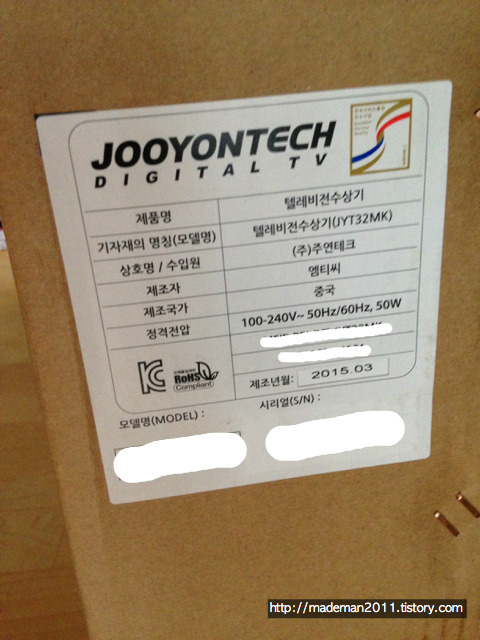 JOOYONTECH
DIGITAL TV
제품명 텔레비전수상기
기자재의 명칭(모델명) 텔레비전수상기(JYT32MK)
상호명 / 수입원 (주)주연테크
제조자 엠티씨
제조국가 중국
정격전압 100-240V~ 50Hz/60Hz, 50W
RoHS
Compliant
제조년월: 2015.03
모델명(MODEL) : 시리얼(S/N) :
http://mademan2011.tistory.com